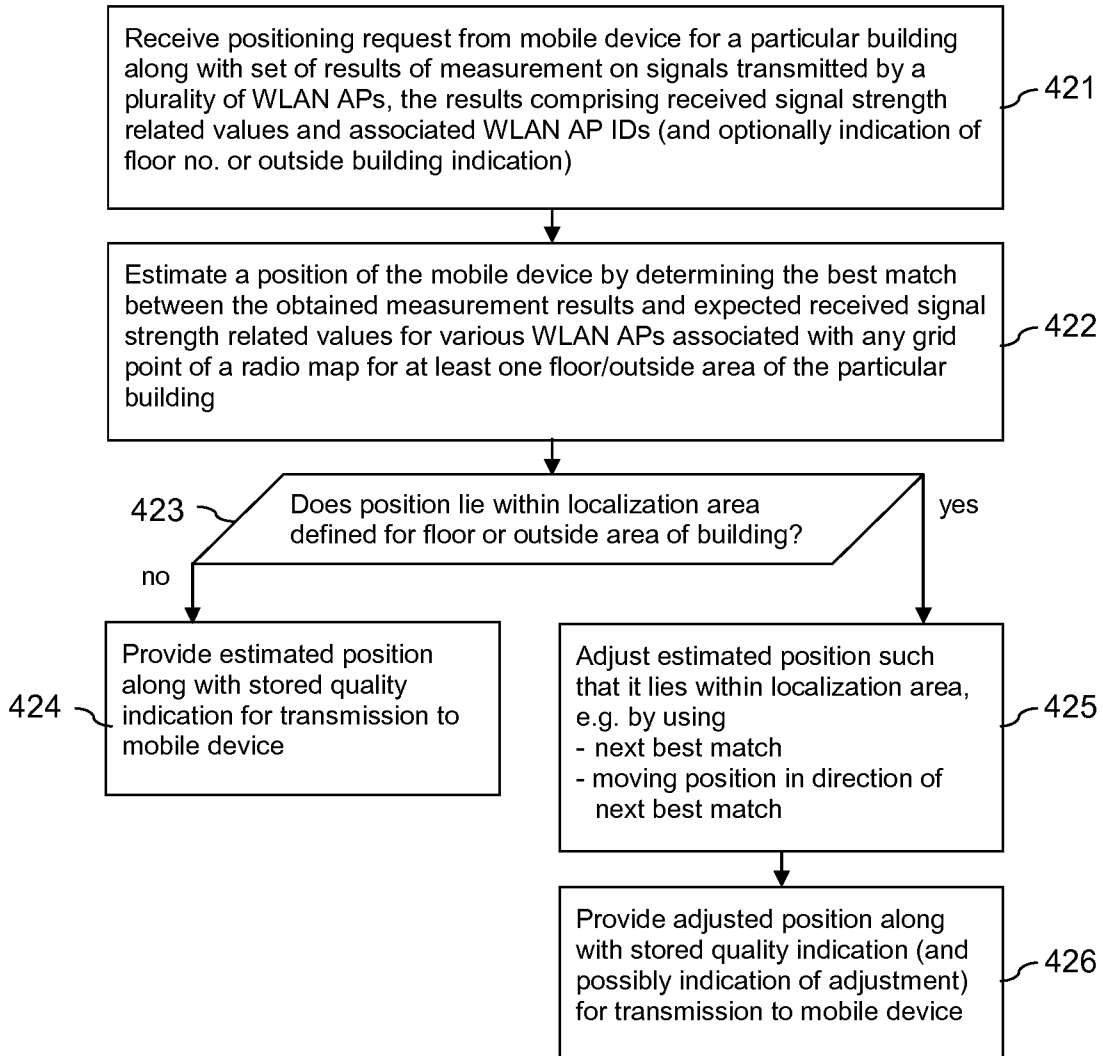 Receive positioning request from mobile device for a particular building
along with set of results of measurement on signals transmitted by a
plurality of WLAN APs, the results comprising received signal strength
related values and associated WLAN AP IDs (and optionally indication of
floor no. or outside building indication)
421
Estimate a position of the mobile device by determining the best match
between the obtained measurement results and expected received signal
strength related values for various WLAN APs associated with any grid
point of a radio map for at least one floor/outside area of the particular
building
422
423
Does position lie within localization area
defined for floor or outside area of building?
yes
no
Provide estimated position
along with stored quality
indication for transmission to
mobile device
424
Adjust estimated position such
that it lies within localization area,
e.g. by using
- next best match
- moving position in direction of
next best match
425
Provide adjusted position along
with stored quality indication (and
possibly indication of adjustment)
for transmission to mobile device
426